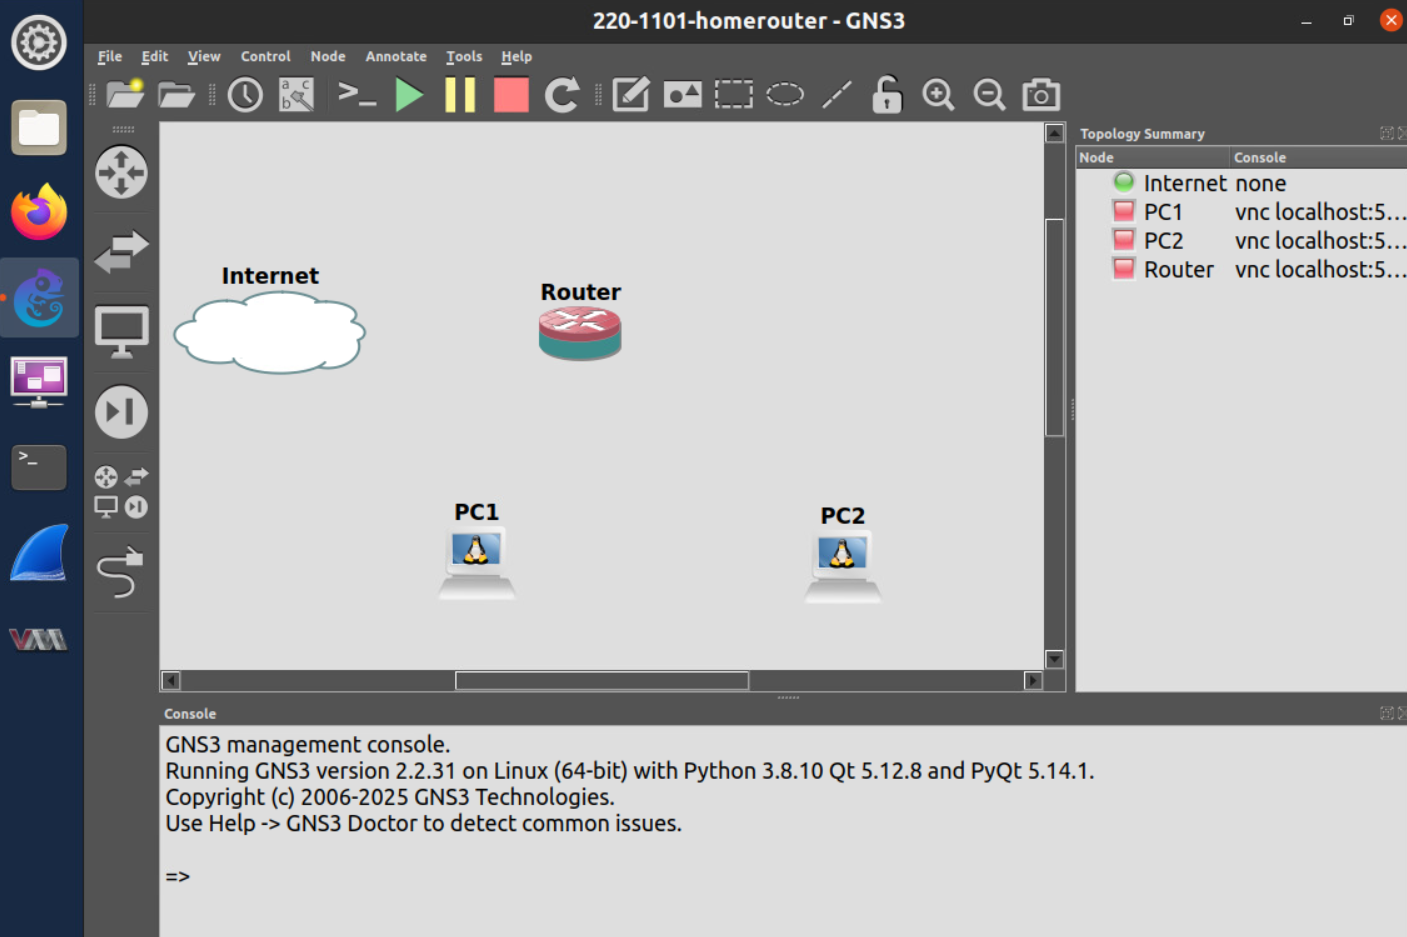 220-1101-homerouter - GNS3
File Edit View Control Node Annotate Tools Help
Topology Summary
Node Console
Internet none
PC1 vnc localhost:5...
PC2 vnc localhost:5...
Router vnc localhost:5...
Internet
Router
PC1
PC2
Console
GNS3 management console.
Running GNS3 version 2.2.31 on Linux (64-bit) with Python 3.8.10 Qt 5.12.8 and PyQt 5.14.1.
Copyright (c) 2006-2025 GNS3 Technologies.
Use Help -> GNS3 Doctor to detect common issues.
=>